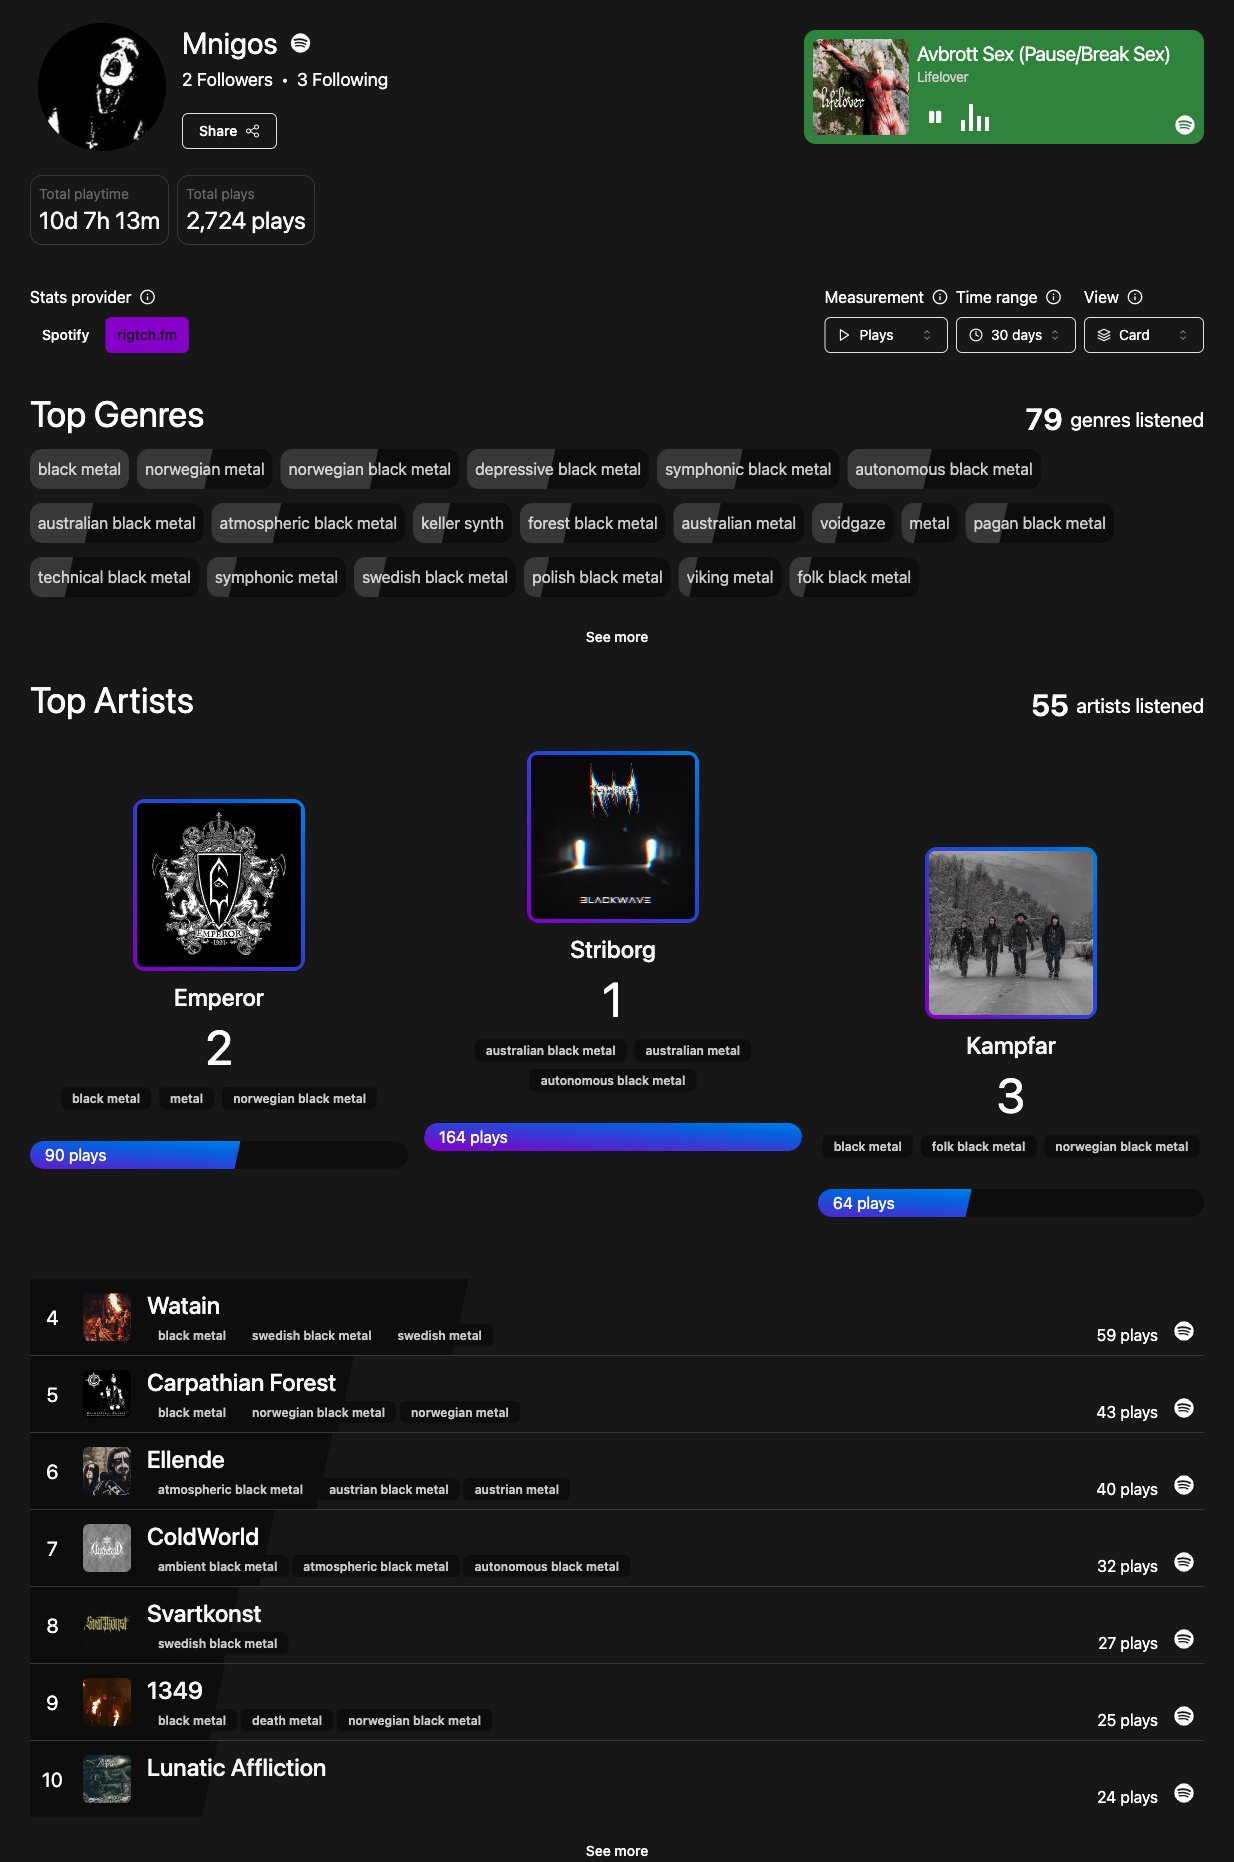 Mnigos
2 Followers • 3 Following
Share
Avbrott Sex (Pause/Break Sex)
Lifelover
lifelover
Total playtime
10d 7h 13m
Total plays
2,724 plays
Stats provider
Spotify
rigtch.fm
Measurement
Time range
View
Plays
30 days
Card
Top Genres
79 genres listened
black metal
norwegian metal
norwegian black metal
depressive black metal
symphonic black metal
autonomous black metal
australian black metal
atmospheric black metal
keller synth
forest black metal
australian metal
voidgaze
metal
pagan black metal
technical black metal
symphonic metal
swedish black metal
polish black metal
viking metal
folk black metal
See more
Top Artists
55 artists listened
EMPEROR
Emperor
2
black metal
metal
norwegian black metal
90 plays
BLACKWAVE
Striborg
1
australian black metal
australian metal
autonomous black metal
164 plays
Kampfar
3
black metal
folk black metal
norwegian black metal
64 plays
4
Watain
black metal
swedish black metal
swedish metal
59 plays
5
Carpathian Forest
black metal
norwegian black metal
norwegian metal
43 plays
6
Ellende
atmospheric black metal
austrian black metal
austrian metal
40 plays
7
ColdWorld
ambient black metal
atmospheric black metal
autonomous black metal
32 plays
8
Svartkonst
Svartkonst
swedish black metal
27 plays
9
1349
black metal
death metal
norwegian black metal
25 plays
10
Lunatic Affliction
24 plays
See more